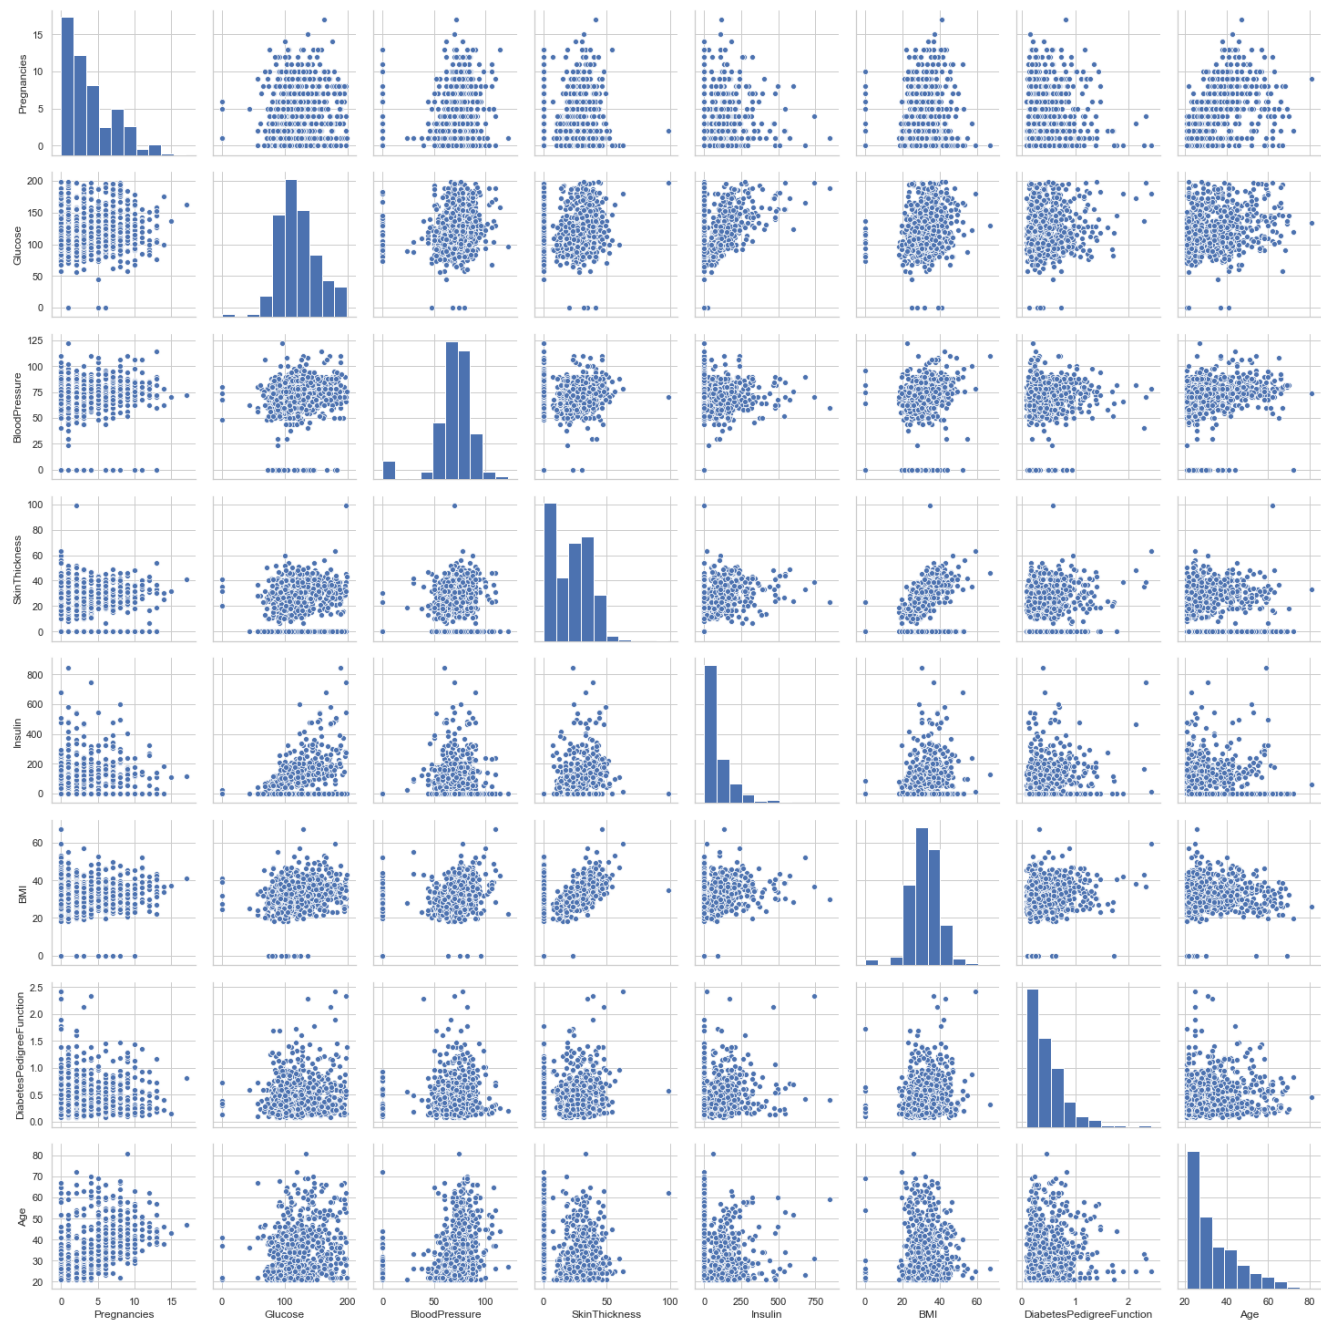 Pregnancies
15
10
5
0
Glucose
200
150
100
50
0
BloodPressure
125
100
75
50
25
0
SkinThickness
100
80
60
40
20
0
Insulin
800
600
400
200
0
BMI
60
40
20
0
DiabetesPedigreeFunction
2.5
2.0
1.5
1.0
0.5
0.0
Age
80
70
60
50
40
30
20
0 5 10 15
0 100 200
0 50 100
0 50 100
0 250 500 750
0 20 40 60
0 1 2
20 40 60 80
Pregnancies
Glucose
BloodPressure
SkinThickness
Insulin
BMI
DiabetesPedigreeFunction
Age